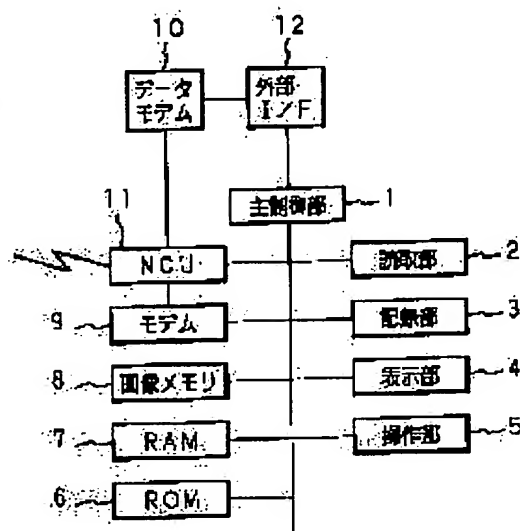 10
12
データ
モデム
外部
I/F
主制御部
1
11
NCU
読取部
2
9
モデム
記録部
3
8
画像メモリ
表示部
4
7
RAM
操作部
5
6
ROM